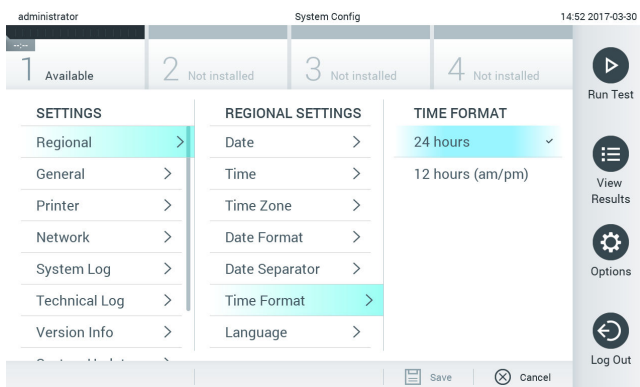 administrator
System Config
14:52 2017-03-30
--:--
1 Available
2 Not installed
3 Not installed
4 Not installed
Run Test
View
Results
Options
Log Out
SETTINGS
Regional
General
Printer
Network
System Log
Technical Log
Version Info
REGIONAL SETTINGS
Date
Time
Time Zone
Date Format
Date Separator
Time Format
Language
TIME FORMAT
24 hours
12 hours (am/pm)
Save
Cancel